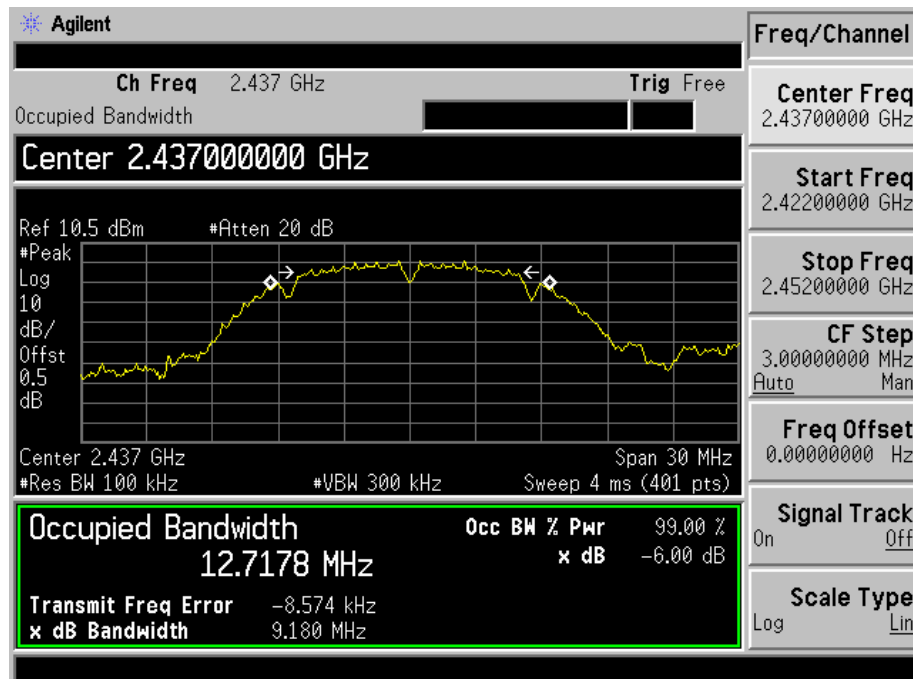 Agilent
Ch Freq 2.437 GHz Trig Free
Occupied Bandwidth
Center 2.437000000 GHz
Ref 10.5 dBm #Atten 20 dB
#Peak
Log
10
dB/
Offst
0.5
dB
Center 2.437 GHz Span 30 MHz
#Res BW 100 kHz #VBW 300 kHz Sweep 4 ms (401 pts)
Occupied Bandwidth Occ BW % Pwr 99.00 %
12.7178 MHz x dB -6.00 dB
Transmit Freq Error -8.574 kHz
x dB Bandwidth 9.180 MHz
Freq/Channel
Center Freq
2.43700000 GHz
Start Freq
2.42200000 GHz
Stop Freq
2.45200000 GHz
CF Step
3.00000000 MHz
Auto Man
Freq Offset
0.00000000 Hz
Signal Track
On Off
Scale Type
Log Lin